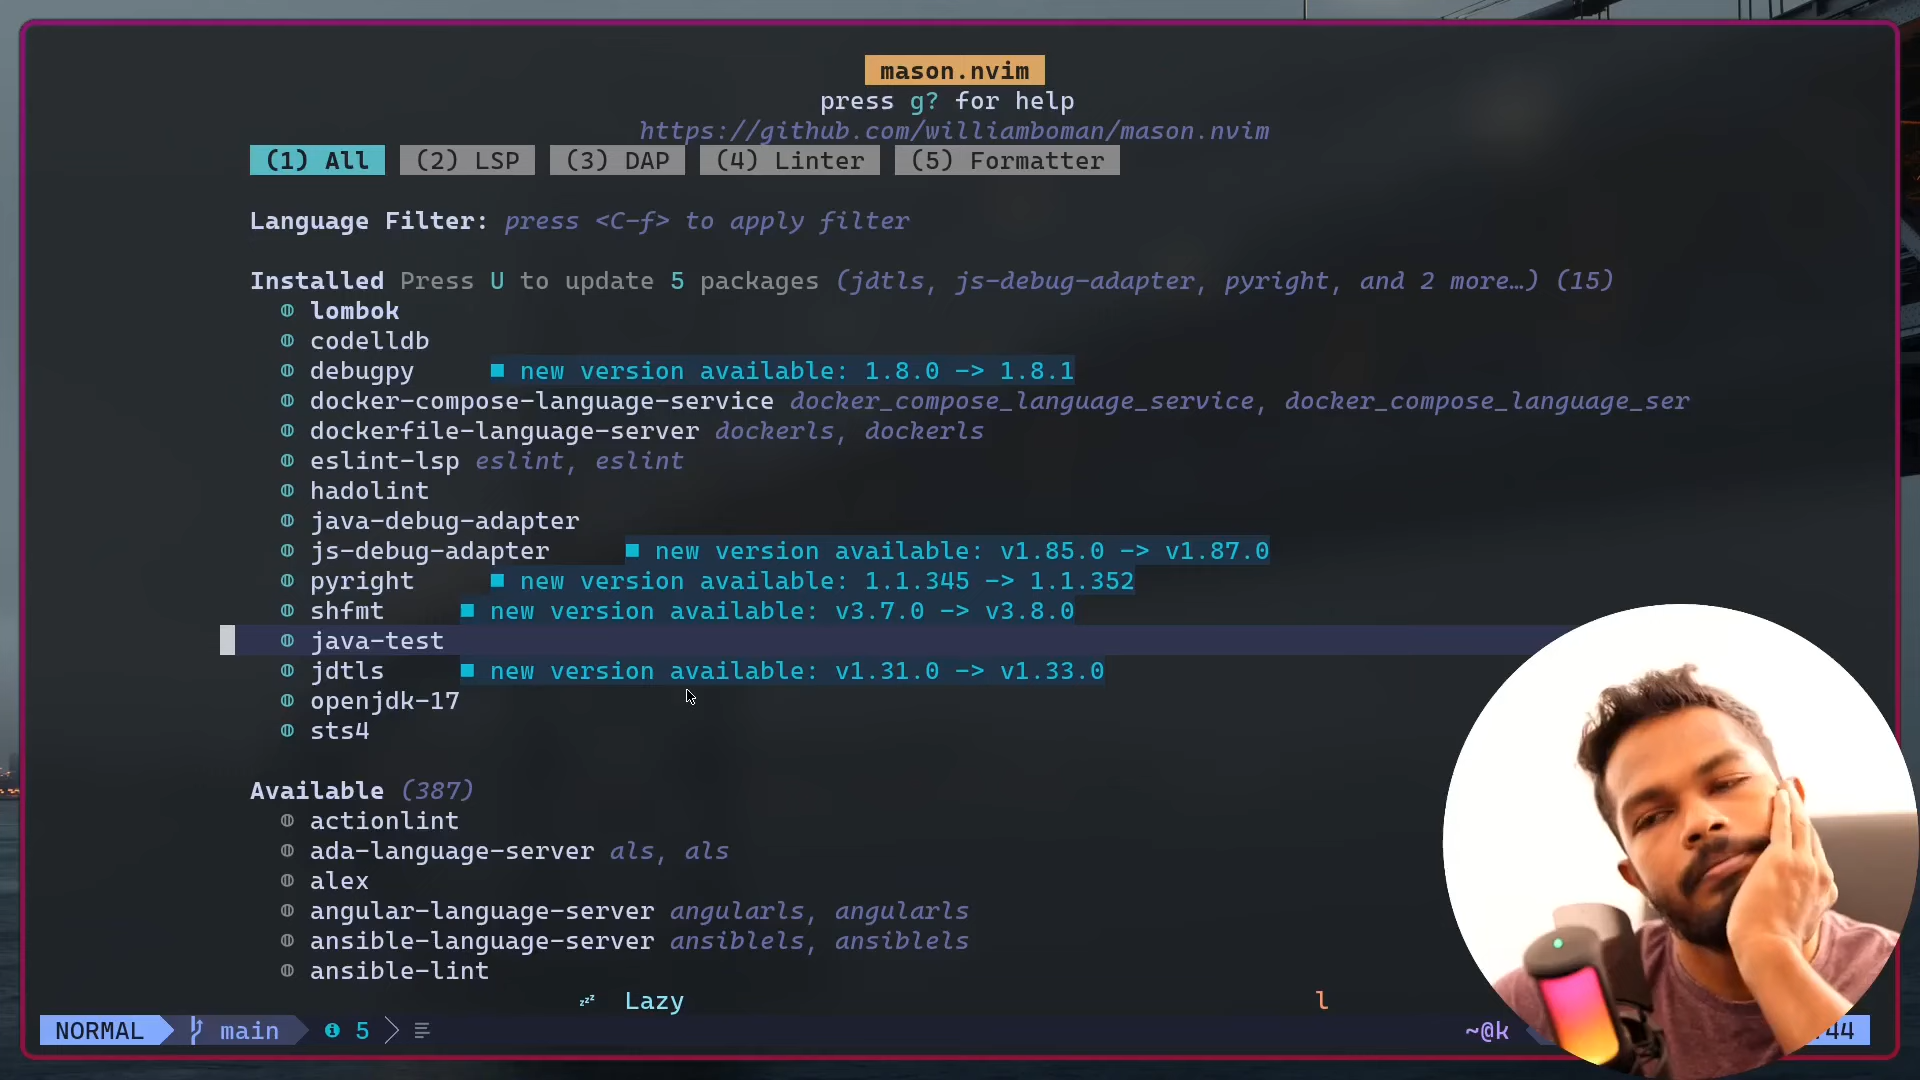 mason.nvim
press g? for help
https://github.com/williamboman/mason.nvim
(1) All (2) LSP (3) DAP (4) Linter (5) Formatter
Language Filter: press <C-f> to apply filter
Installed Press U to update 5 packages (jdtls, js-debug-adapter, pyright, and 2 more…) (15)
lombok
codelldb
debugpy ■ new version available: 1.8.0 -> 1.8.1
docker-compose-language-service docker_compose_language_service, docker_compose_language_ser
dockerfile-language-server dockerls, dockerls
eslint-lsp eslint, eslint
hadolint
java-debug-adapter
js-debug-adapter ■ new version available: v1.85.0 -> v1.87.0
pyright ■ new version available: 1.1.345 -> 1.1.352
shfmt ■ new version available: v3.7.0 -> v3.8.0
java-test
jdtls ■ new version available: v1.31.0 -> v1.33.0
openjdk-17
sts4
Available (387)
actionlint
ada-language-server als, als
alex
angular-language-server angularls, angularls
ansible-language-server ansiblels, ansiblels
ansible-lint
zzz Lazy l
NORMAL main 5 ~@k 44